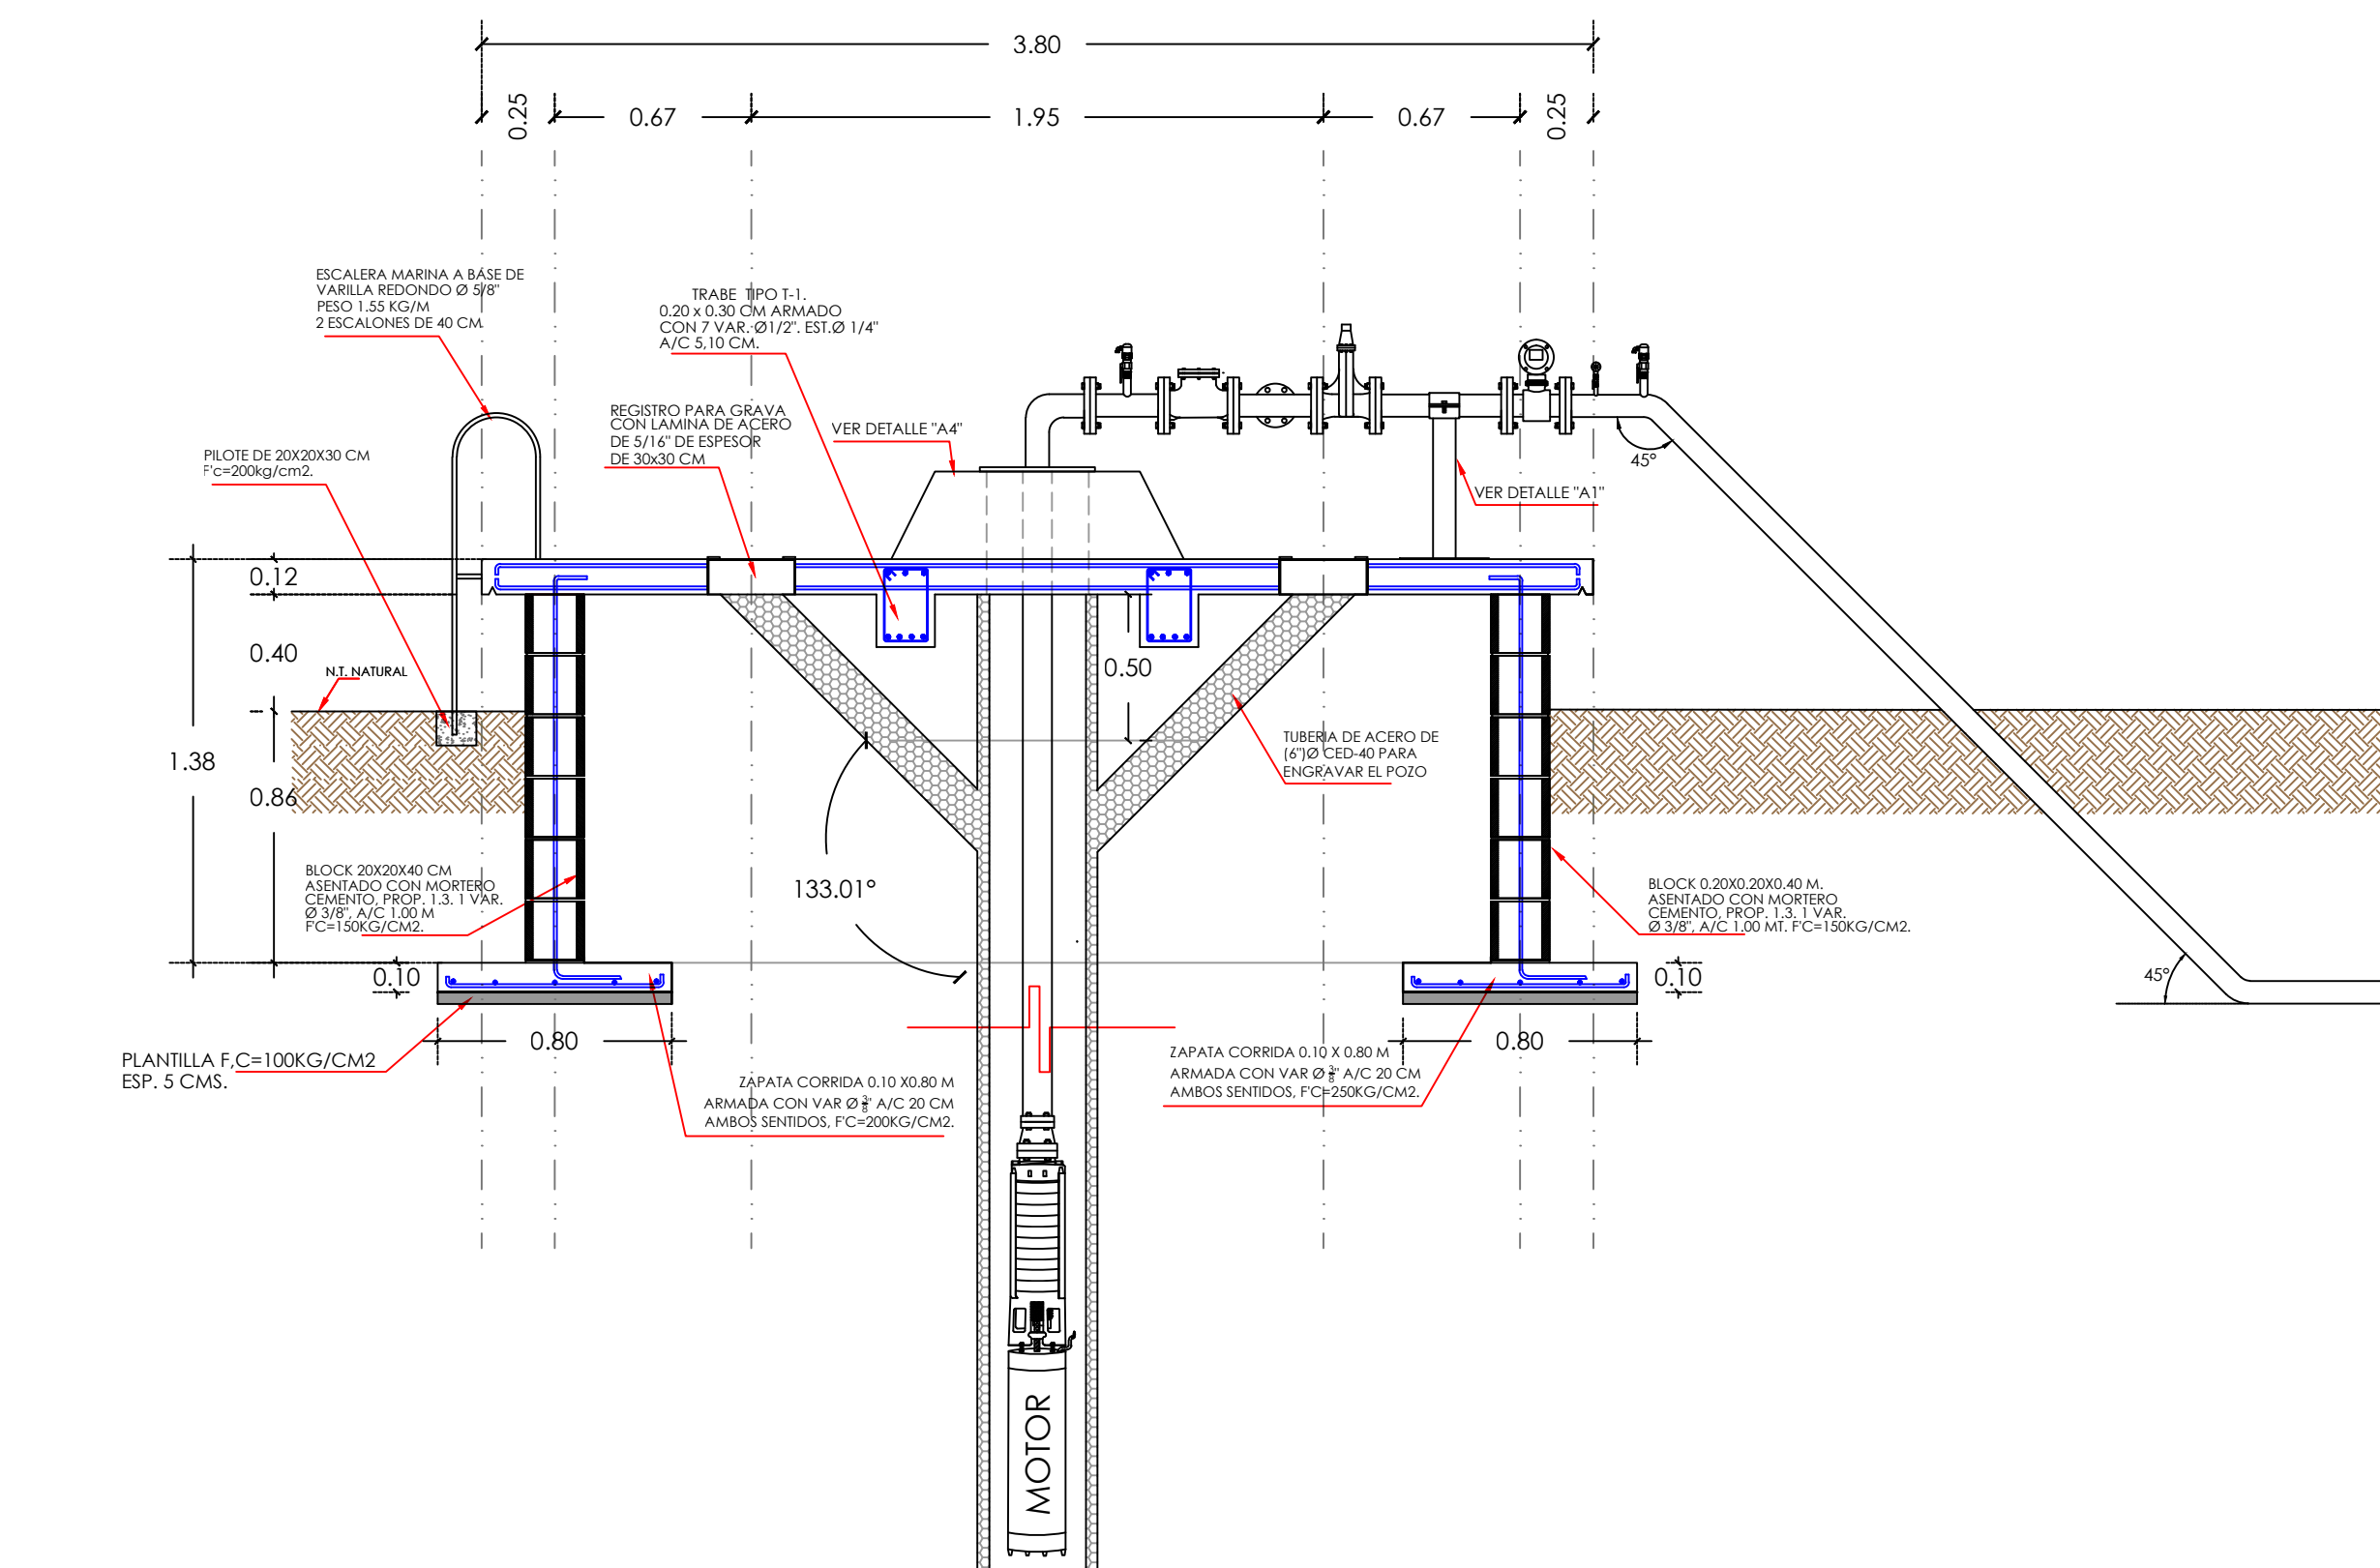 3.80
0.25
0.67
1.95
0.67
0.25
ESCALERA MARINA A BASE DE
VARILLA REDONDO Ø 5/8"
PESO 1.55 KG/M
2 ESCALONES DE 40 CM
TRABE TIPO T-1.
0.20 x 0.30 CM ARMADO
CON 7 VAR. Ø1/2". EST.Ø 1/4"
A/C 5,10 CM.
REGISTRO PARA GRAVA
CON LAMINA DE ACERO
DE 5/16" DE ESPESOR
DE 30x30 CM
VER DETALLE "A4"
PILOTE DE 20X20X30 CM
F'c=200kg/cm2.
45°
VER DETALLE "A1"
0.12
0.40
N.T. NATURAL
0.50
1.38
0.86
TUBERIA DE ACERO DE
(6")Ø CED-40 PARA
ENGRAVAR EL POZO
133.01°
BLOCK 20X20X40 CM
ASENTADO CON MORTERO
CEMENTO, PROP. 1.3. 1 VAR.
Ø 3/8", A/C 1.00 M
F'C=150KG/CM2.
BLOCK 0.20X0.20X0.40 M.
ASENTADO CON MORTERO
CEMENTO, PROP. 1.3. 1 VAR.
Ø 3/8", A/C 1.00 MT. F'C=150KG/CM2.
0.10
0.10
45°
0.80
0.80
PLANTILLA F,C=100KG/CM2
ESP. 5 CMS.
ZAPATA CORRIDA 0.10 X0.80 M
ARMADA CON VAR Ø 3/8" A/C 20 CM
AMBOS SENTIDOS, F'C=200KG/CM2.
ZAPATA CORRIDA 0.10 X 0.80 M
ARMADA CON VAR Ø 3/8" A/C 20 CM
AMBOS SENTIDOS, F'C=250KG/CM2.
MOTOR